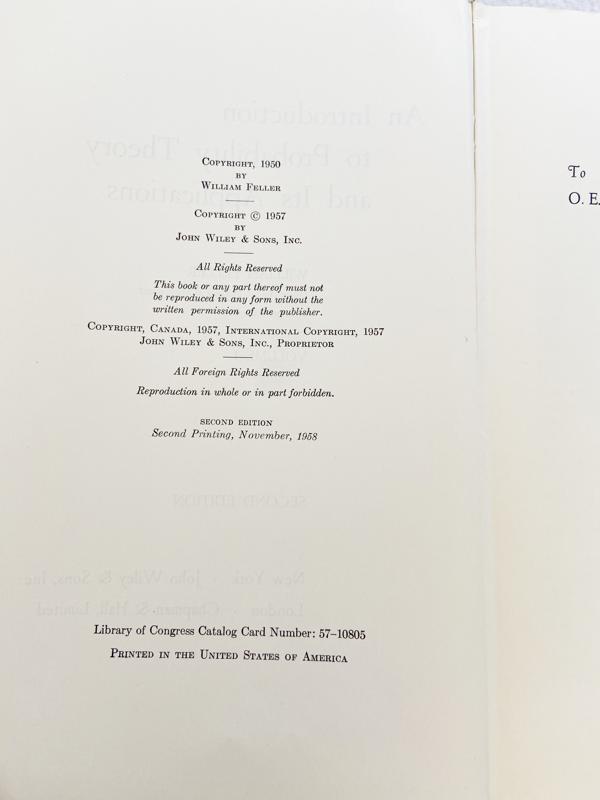 COPYRIGHT, 1950
BY
WILLIAM FELLER
COPYRIGHT © 1957
BY
JOHN WILEY & SONS, INC.
All Rights Reserved
This book or any part thereof must not
be reproduced in any form without the
written permission of the publisher.
COPYRIGHT, CANADA, 1957, INTERNATIONAL COPYRIGHT, 1957
JOHN WILEY & SONS, INC., PROPRIETOR
All Foreign Rights Reserved
Reproduction in whole or in part forbidden.
SECOND EDITION
Second Printing, November, 1958
Library of Congress Catalog Card Number: 57–10805
PRINTED IN THE UNITED STATES OF AMERICA
To
O. E.